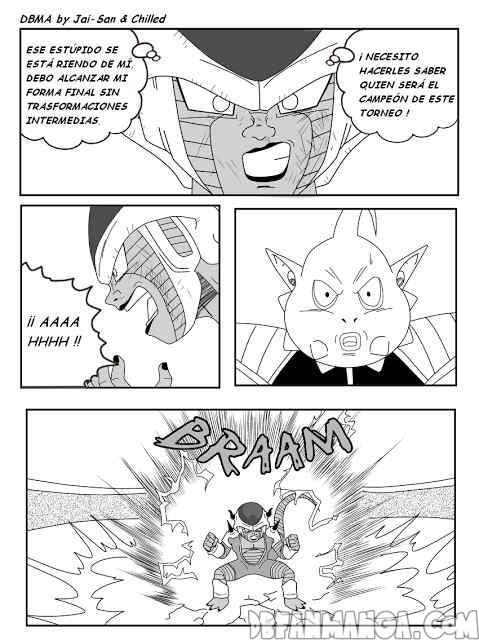 DBMA by Jai-San & Chilled
ESE ESTÚPIDO SE
ESTÁ RIENDO DE MÍ,
DEBO ALCANZAR MI
FORMA FINAL SIN
TRASFORMACIONES
INTERMEDIAS.
¡ NECESITO
HACERLES SABER
QUIEN SERÁ EL
CAMPEÓN DE ESTE
TORNEO !
¡¡ AAAA
HHHH !!
BRAAM
DBFANMANGA.COM